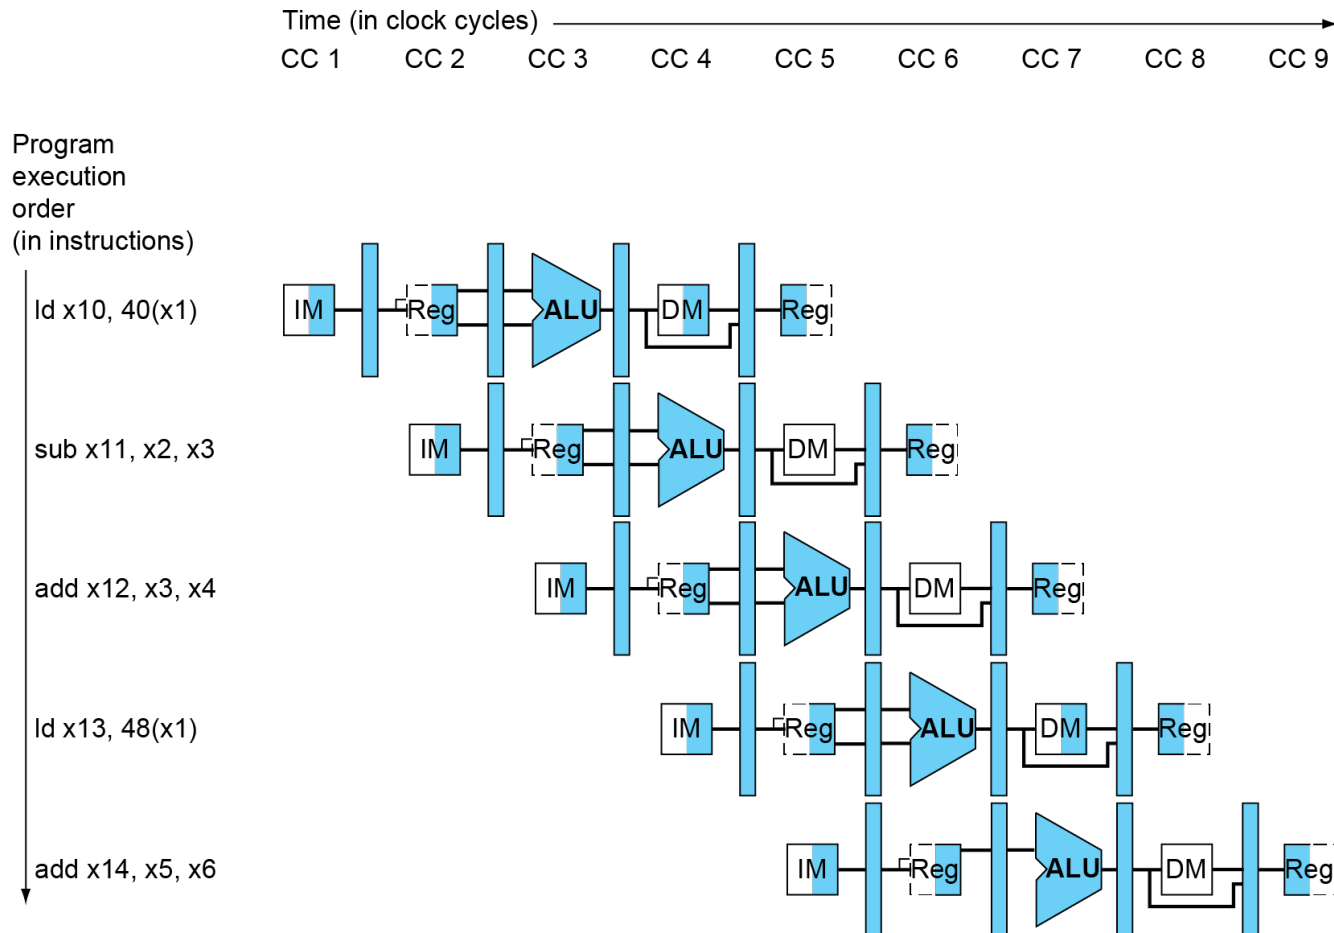 Time (in clock cycles)
CC 1 CC 2 CC 3 CC 4 CC 5 CC 6 CC 7 CC 8 CC 9
Program
execution
order
(in instructions)
ld x10, 40(x1) IM Reg ALU DM Reg
sub x11, x2, x3 IM Reg ALU DM Reg
add x12, x3, x4 IM Reg ALU DM Reg
ld x13, 48(x1) IM Reg ALU DM Reg
add x14, x5, x6 IM Reg ALU DM Reg